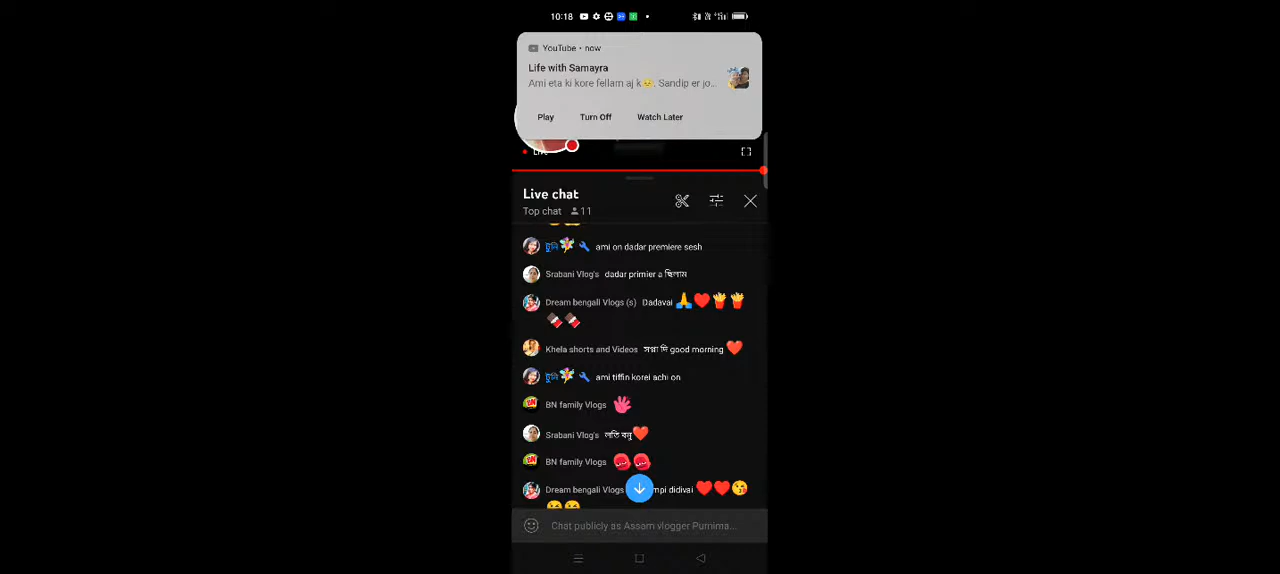 10:18
YouTube • now
Life with Samayra
Ami eta ki kore fellam aj k😐. Sandip er jo...
Play Turn Off Watch Later
Live chat
Top chat 11
টুনি🧚 ami on dadar premiere sesh
Srabani Vlog's dadar primier a ছিলাম
Dream bengali Vlogs (s) Dadavai 🙏❤️🍟🍟
🍫🍫
Khela shorts and Videos সপ্না দি good morning ❤️
টুনি🧚 ami tiffin korei achi on
BN family Vlogs 🖐
Srabani Vlog's লতি বনু❤️
BN family Vlogs 👊👊
Dream bengali Vlogs mpi didivai ❤️❤️😘
Chat publicly as Assam vlogger Purnima...